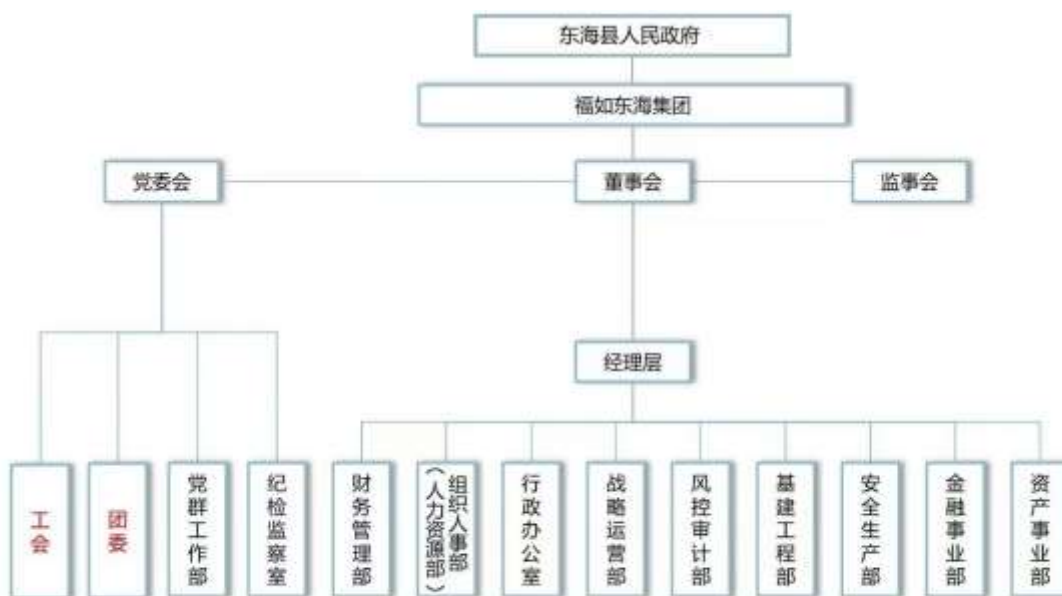 东海县人民政府
福如东海集团
党委会
董事会
监事会
经理层
工会
团委
党群工作部
纪检监察室
财务管理部
组织人事部
(人力资源部)
行政办公室
战略运营部
风控审计部
基建工程部
安全生产部
金融事业部
资产事业部